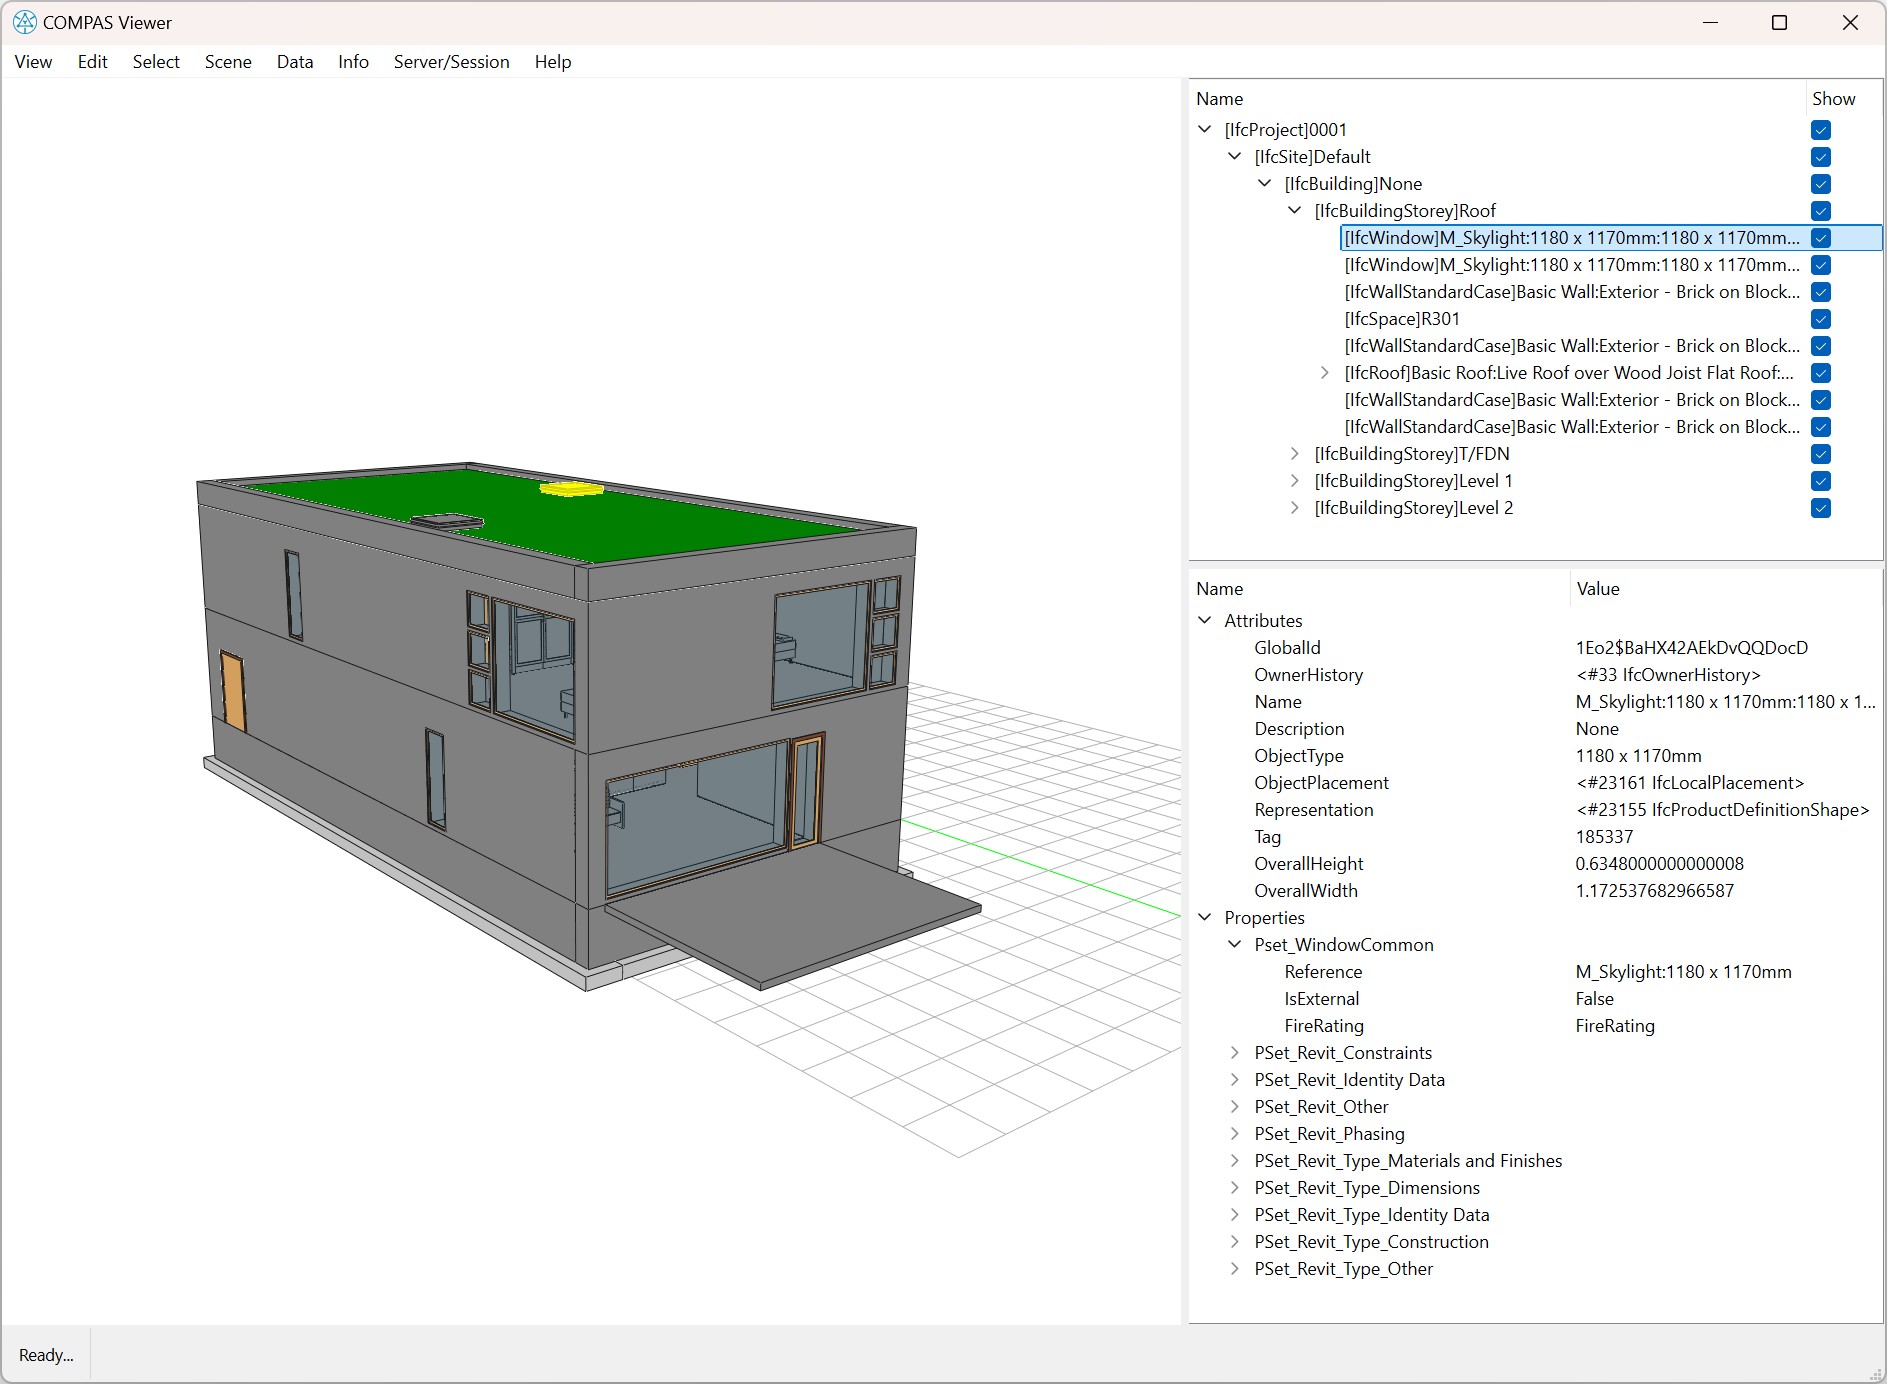 COMPAS Viewer
View Edit Select Scene Data Info Server/Session Help
Name Show
[IfcProject]0001
[IfcSite]Default
[IfcBuilding]None
[IfcBuildingStorey]Roof
[IfcWindow]M_Skylight:1180 x 1170mm:1180 x 1170mm...
[IfcWindow]M_Skylight:1180 x 1170mm:1180 x 1170mm...
[IfcWallStandardCase]Basic Wall:Exterior - Brick on Block...
[IfcSpace]R301
[IfcWallStandardCase]Basic Wall:Exterior - Brick on Block...
[IfcRoof]Basic Roof:Live Roof over Wood Joist Flat Roof:...
[IfcWallStandardCase]Basic Wall:Exterior - Brick on Block...
[IfcWallStandardCase]Basic Wall:Exterior - Brick on Block...
[IfcBuildingStorey]T/FDN
[IfcBuildingStorey]Level 1
[IfcBuildingStorey]Level 2
Name Value
Attributes
GlobalId 1Eo2$BaHX42AEkDvQQDocD
OwnerHistory <#33 IfcOwnerHistory>
Name M_Skylight:1180 x 1170mm:1180 x 1...
Description None
ObjectType 1180 x 1170mm
ObjectPlacement <#23161 IfcLocalPlacement>
Representation <#23155 IfcProductDefinitionShape>
Tag 185337
OverallHeight 0.6348000000000008
OverallWidth 1.172537682966587
Properties
Pset_WindowCommon
Reference M_Skylight:1180 x 1170mm
IsExternal False
FireRating FireRating
PSet_Revit_Constraints
PSet_Revit_Identity Data
PSet_Revit_Other
PSet_Revit_Phasing
PSet_Revit_Type_Materials and Finishes
PSet_Revit_Type_Dimensions
PSet_Revit_Type_Identity Data
PSet_Revit_Type_Construction
PSet_Revit_Type_Other
Ready...